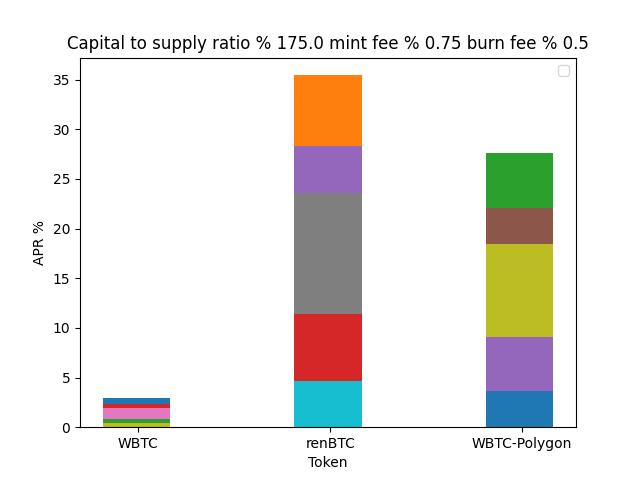 Capital to supply ratio % 175.0 mint fee % 0.75 burn fee % 0.5
35
30
25
20
15
10
5
0
APR %
WBTC renBTC WBTC-Polygon
Token